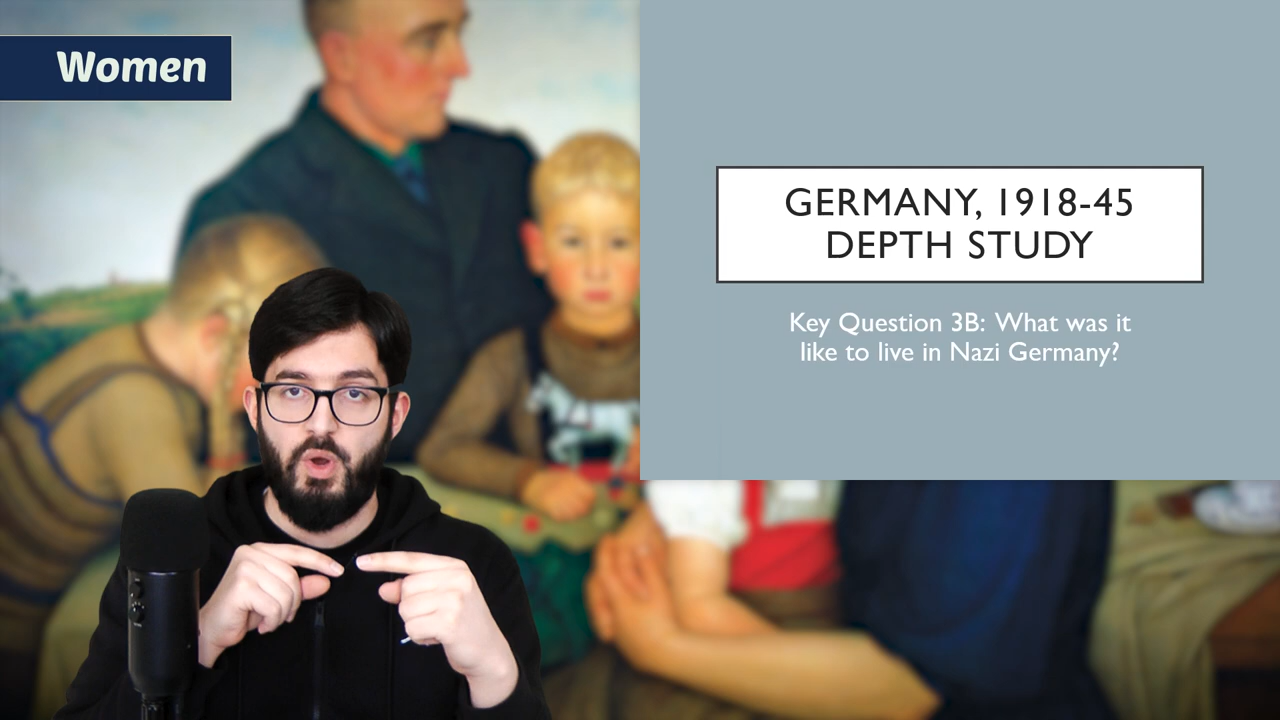 Women
GERMANY, 1918-45
DEPTH STUDY
Key Question 3B: What was it
like to live in Nazi Germany?